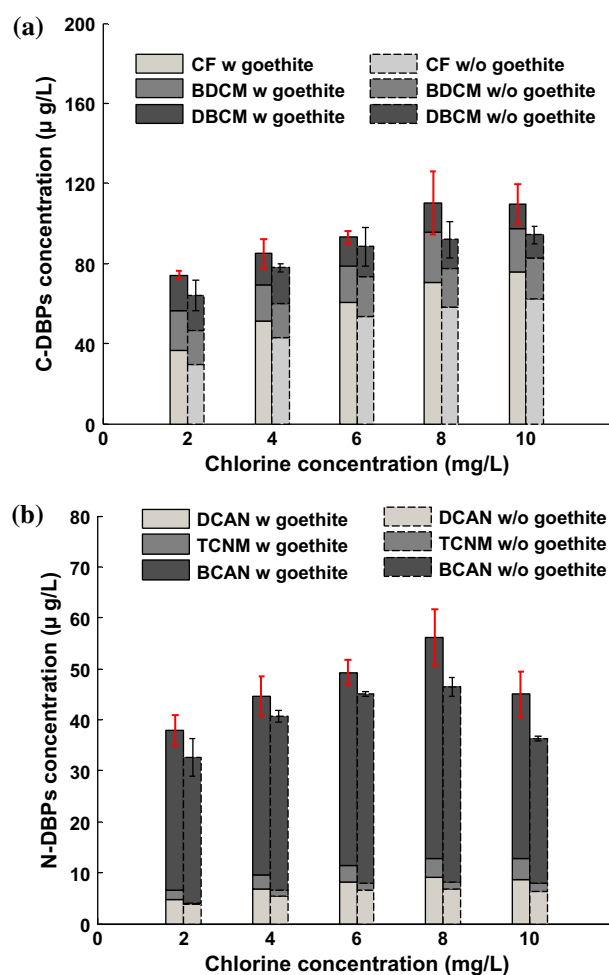 (a)
200
160
120
80
40
0
C-DBPs concentration (µ g/L)
CF w goethite
BDCM w goethite
DBCM w goethite
CF w/o goethite
BDCM w/o goethite
DBCM w/o goethite
0 2 4 6 8 10
Chlorine concentration (mg/L)
(b)
80
70
60
50
40
30
20
10
0
N-DBPs concentration (µ g/L)
DCAN w goethite
TCNM w goethite
BCAN w goethite
DCAN w/o goethite
TCNM w/o goethite
BCAN w/o goethite
0 2 4 6 8 10
Chlorine concentration (mg/L)